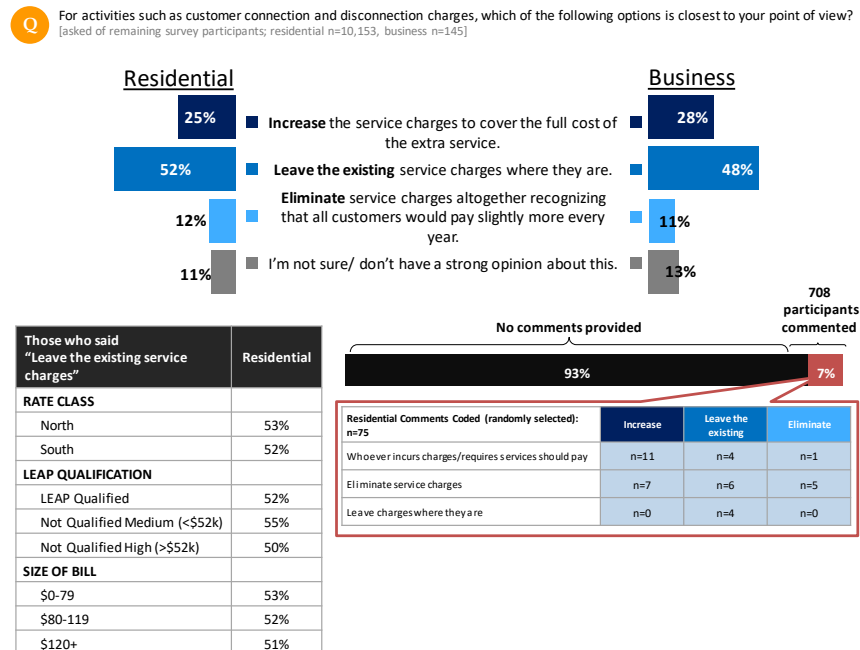 Q
For activities such as customer connection and disconnection charges, which of the following options is closest to your point of view?
[asked of remaining survey participants; residential n=10,153, business n=145]
Residential
Business
25%
Increase the service charges to cover the full cost of
the extra service.
28%
52%
Leave the existing service charges where they are.
48%
12%
Eliminate service charges altogether recognizing
that all customers would pay slightly more every
year.
11%
11%
I'm not sure/ don't have a strong opinion about this.
13%
708
participants
commented
No comments provided
93%
7%
Those who said
"Leave the existing service
charges"
Residential
RATE CLASS
North 53%
South 52%
LEAP QUALIFICATION
LEAP Qualified 52%
Not Qualified Medium (<$52k) 55%
Not Qualified High (>$52k) 50%
SIZE OF BILL
$0-79 53%
$80-119 52%
$120+ 51%
Residential Comments Coded (randomly selected):
n=75
Increase
Leave the
existing
Eliminate
Whoever incurs charges/requires services should pay n=11 n=4 n=1
Eliminate service charges n=7 n=6 n=5
Leave charges where they are n=0 n=4 n=0